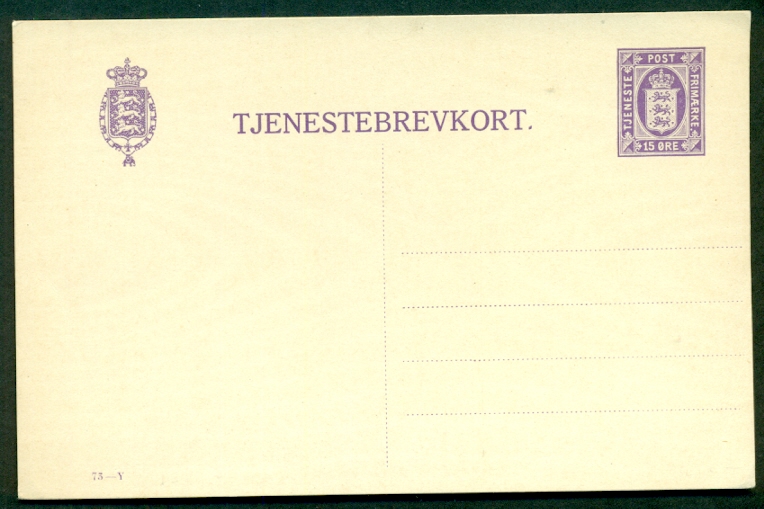 TJENESTEBREVKORT.
POST
TJENESTE
FRIMÆRKE
15 ØRE
73—Y